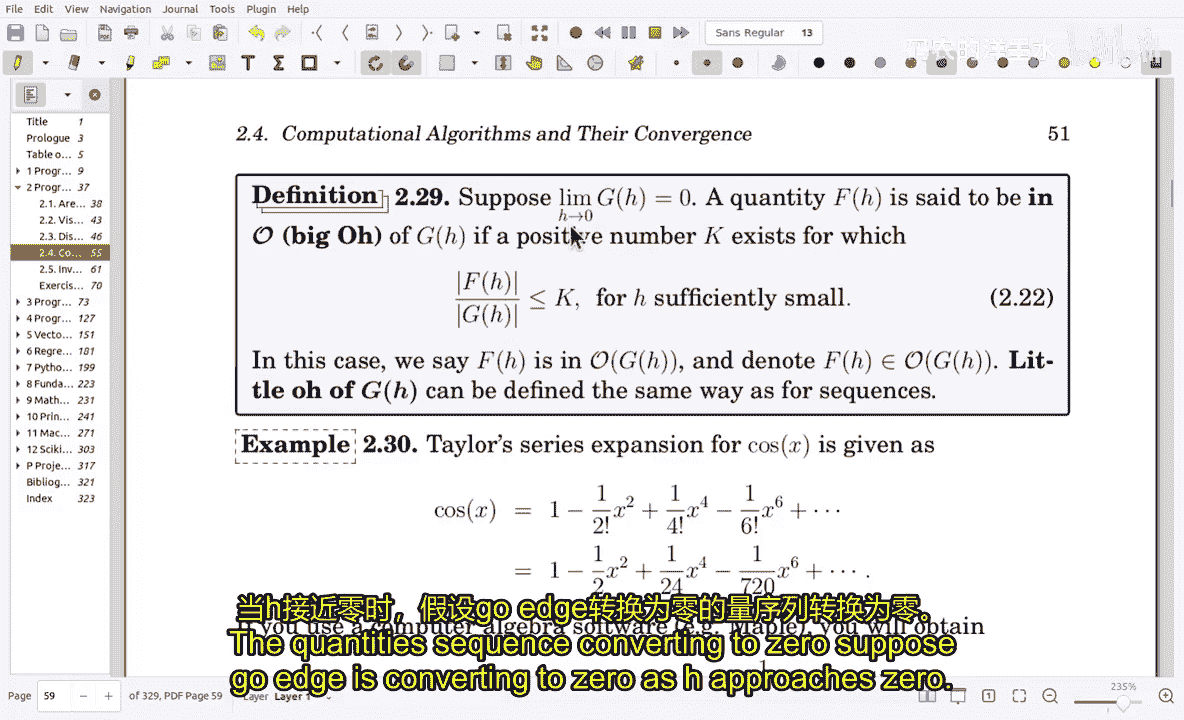 File Edit View Navigation Journal Tools Plugin Help
Sans Regular 13
Title 1
Prologue 3
Table o... 5
1 Progr... 9
2 Progr... 37
2.1. Are... 38
2.2. Vis... 43
2.3. Dis... 46
2.4. Co... 55
2.5. Inv... 61
Exercis... 70
3 Progr... 73
4 Progr... 127
5 Vecto... 151
6 Regre... 181
7 Pytho... 199
8 Funda... 223
9 Math... 231
10 Prin... 241
11 Mac... 271
12 Sciki... 303
P Proje... 317
Bibliog... 321
Index 323
2.4. Computational Algorithms and Their Convergence 51
Definition 2.29. Suppose lim h→0 G(h) = 0. A quantity F(h) is said to be in
𝒪 (big Oh) of G(h) if a positive number K exists for which
|F(h)| / |G(h)| ≤ K, for h sufficiently small. (2.22)
In this case, we say F(h) is in 𝒪(G(h)), and denote F(h) ∈ 𝒪(G(h)). Lit-
tle oh of G(h) can be defined the same way as for sequences.
Example 2.30. Taylor's series expansion for cos(x) is given as
cos(x) = 1 − 1/2! x² + 1/4! x⁴ − 1/6! x⁶ + ···
= 1 − 1/2 x² + 1/24 x⁴ − 1/720 x⁶ + ··· .
you use a computer algebra software (e.g. Maple), you will obtain
当h接近零时，假设go edge转换为零的量序列转换为零。
The quantities sequence converting to zero suppose
go edge is converting to zero as h approaches zero.
Page 59 of 329, PDF Page 59 Layer Layer 1 235%